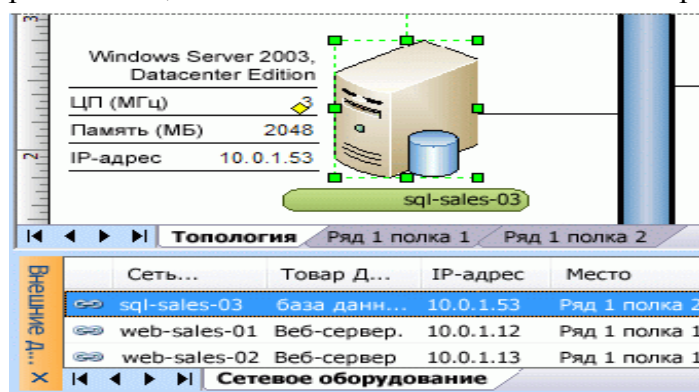 Windows Server 2003,
Datacenter Edition
ЦП (МГц) 3
Память (МБ) 2048
IP-адрес 10.0.1.53
sql-sales-03
Топология Ряд 1 полка 1 Ряд 1 полка 2
Внешние д...
Сеть... Товар Д... IP-адрес Место
sql-sales-03 база данн... 10.0.1.53 Ряд 1 полка 2
web-sales-01 Веб-сервер. 10.0.1.12 Ряд 1 полка 1
web-sales-02 Веб-сервер 10.0.1.13 Ряд 1 полка 1
Сетевое оборудование